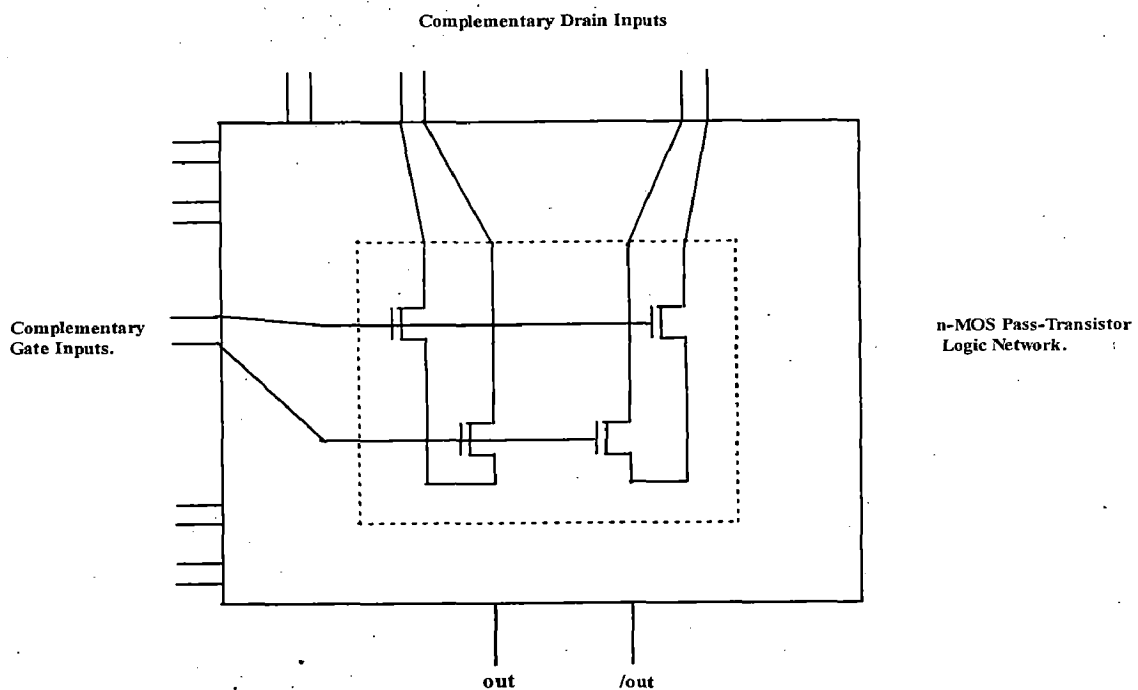 Complementary Drain Inputs
Complementary
Gate Inputs.
n-MOS Pass-Transistor
Logic Network.
out
/out